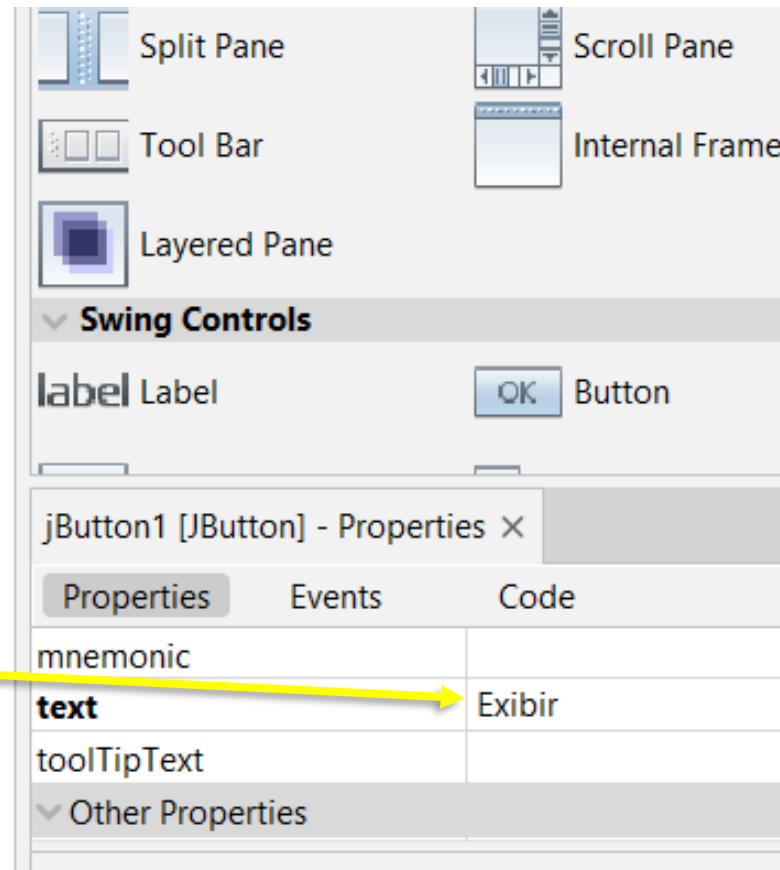 Split Pane
Scroll Pane
Tool Bar
Internal Frame
Layered Pane
Swing Controls
label Label
OK Button
jButton1 [JButton] - Properties ×
Properties Events Code
mnemonic
text Exibir
toolTipText
Other Properties